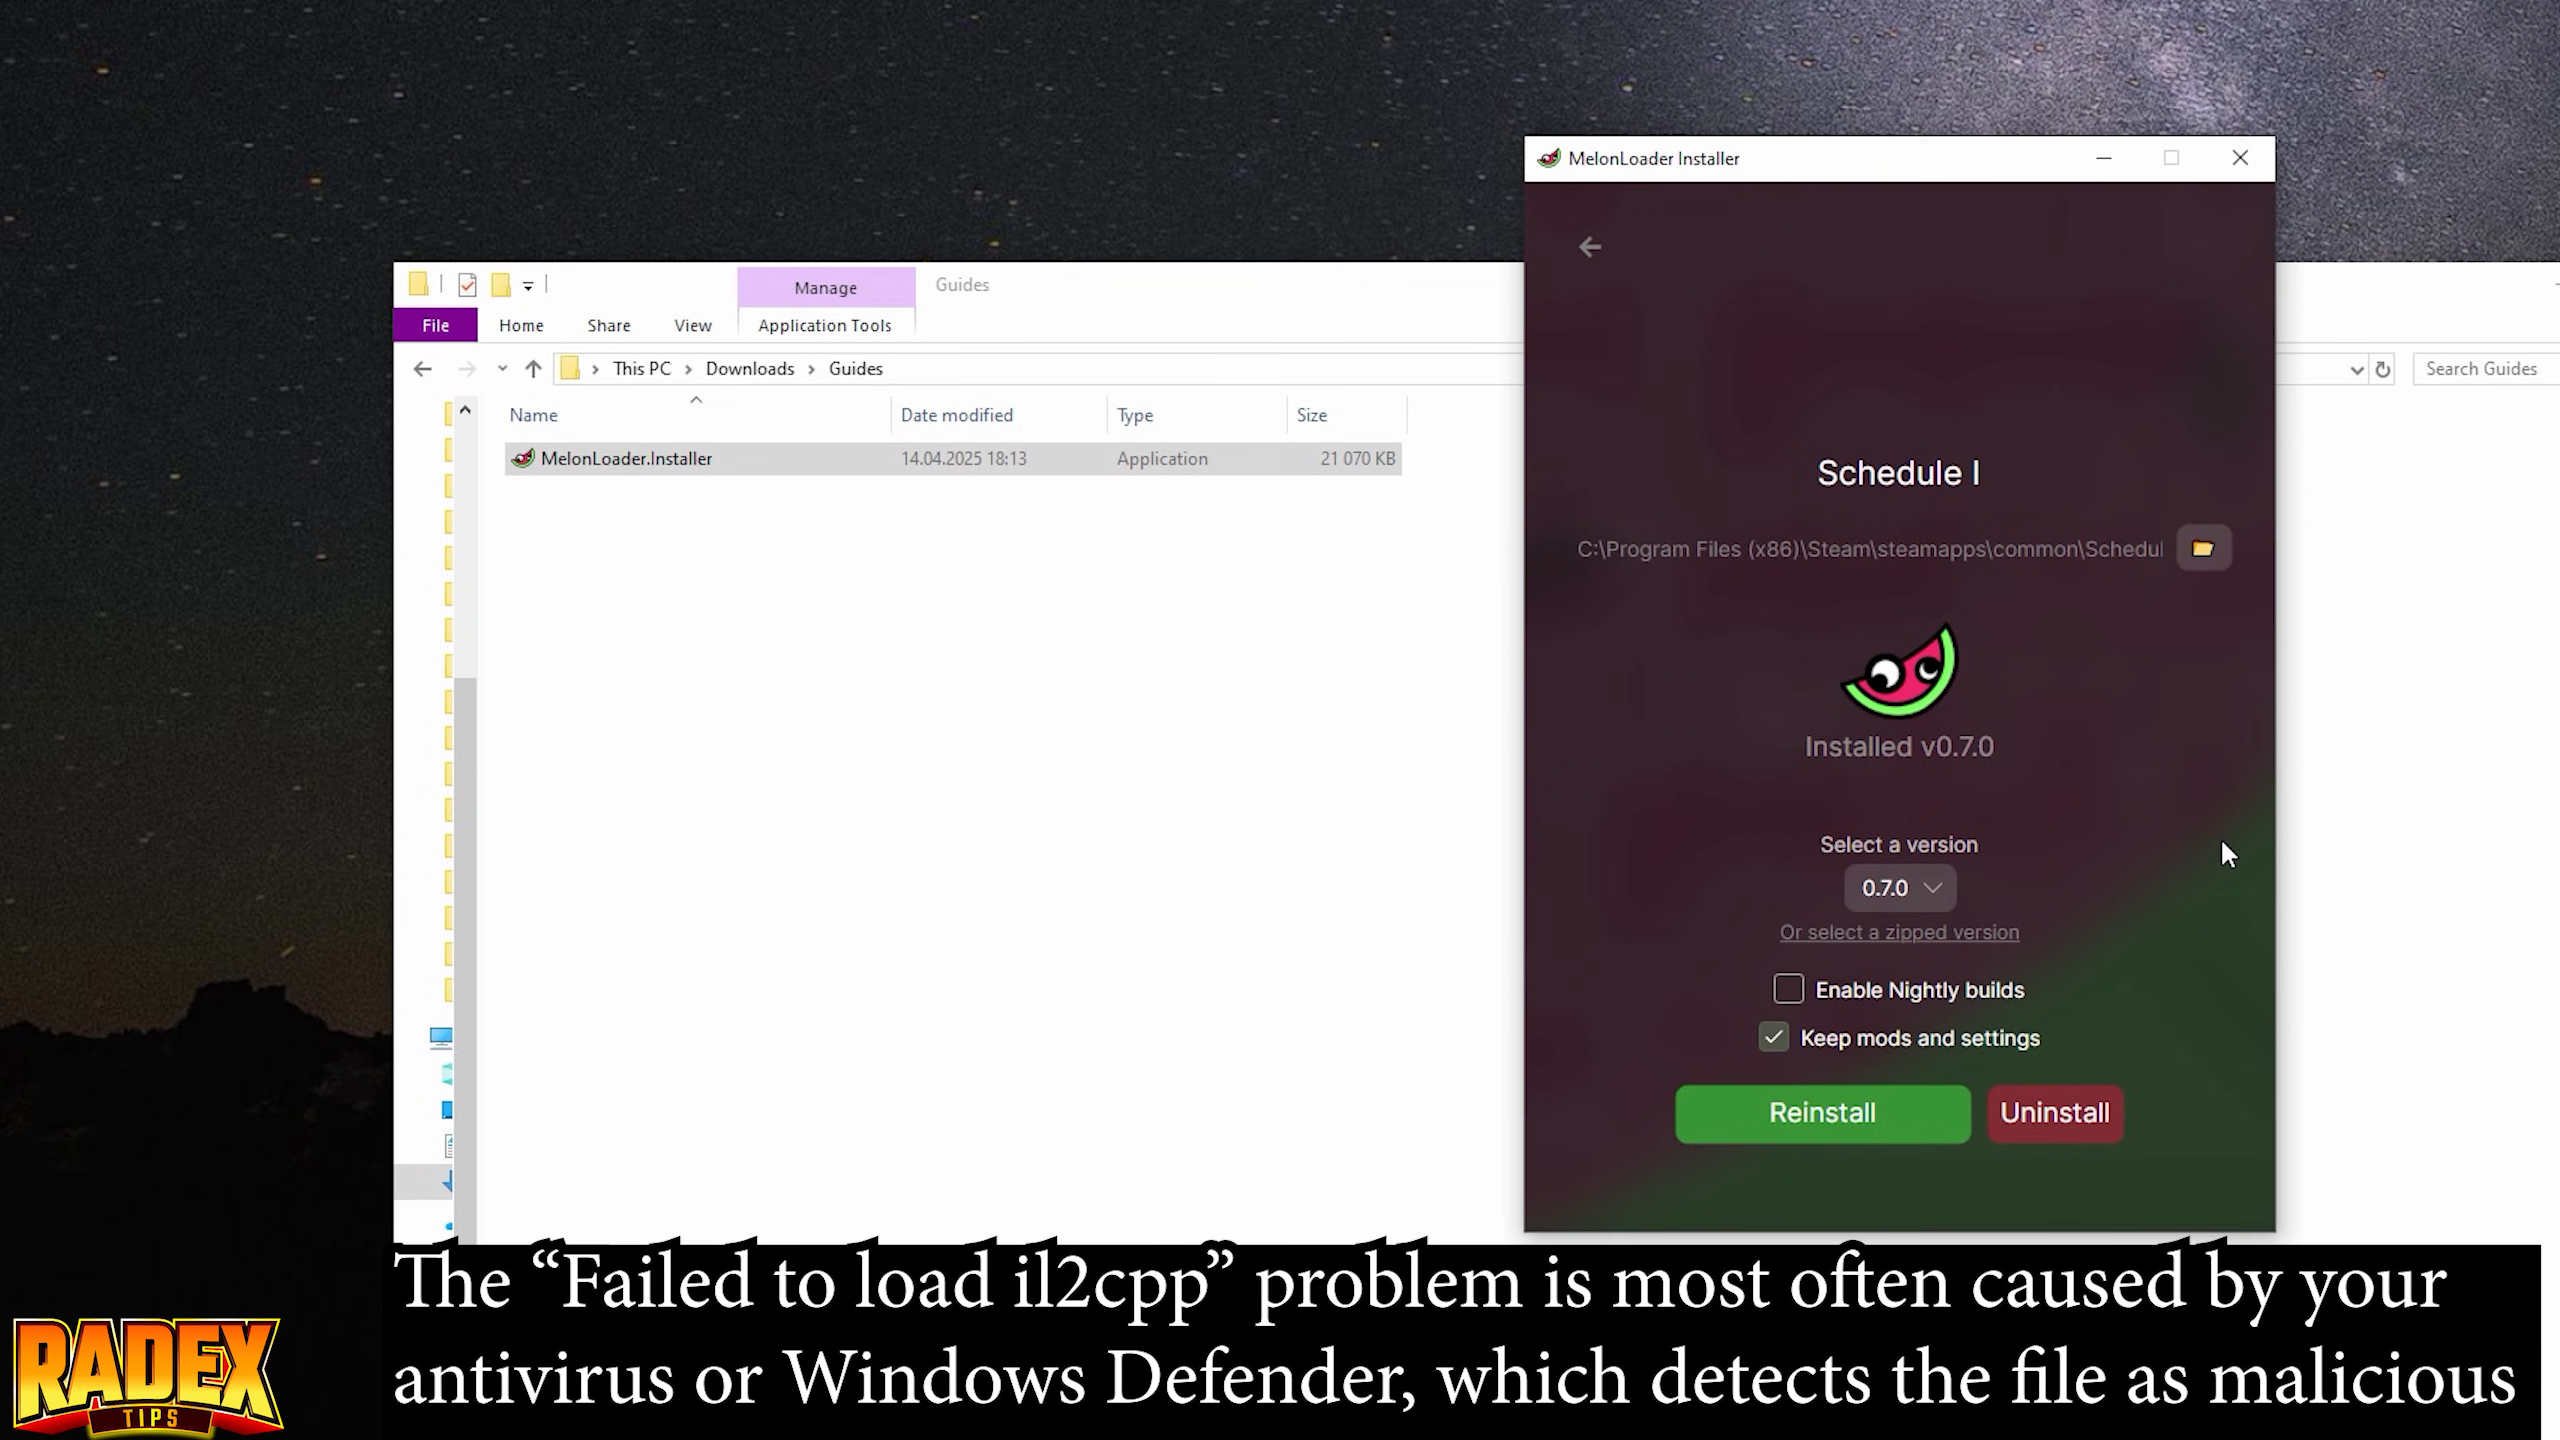 MelonLoader Installer
Manage
Guides
File
Home
Share
View
Application Tools
This PC
Downloads
Guides
Search Guides
Name
Date modified
Type
Size
MelonLoader.Installer
14.04.2025 18:13
Application
21 070 KB
Schedule I
C:\Program Files (x86)\Steam\steamapps\common\Schedul
Installed v0.7.0
Select a version
0.7.0
Or select a zipped version
Enable Nightly builds
Keep mods and settings
Reinstall
Uninstall
The “Failed to load il2cpp” problem is most often caused by your
antivirus or Windows Defender, which detects the file as malicious
RADEX
TIPS